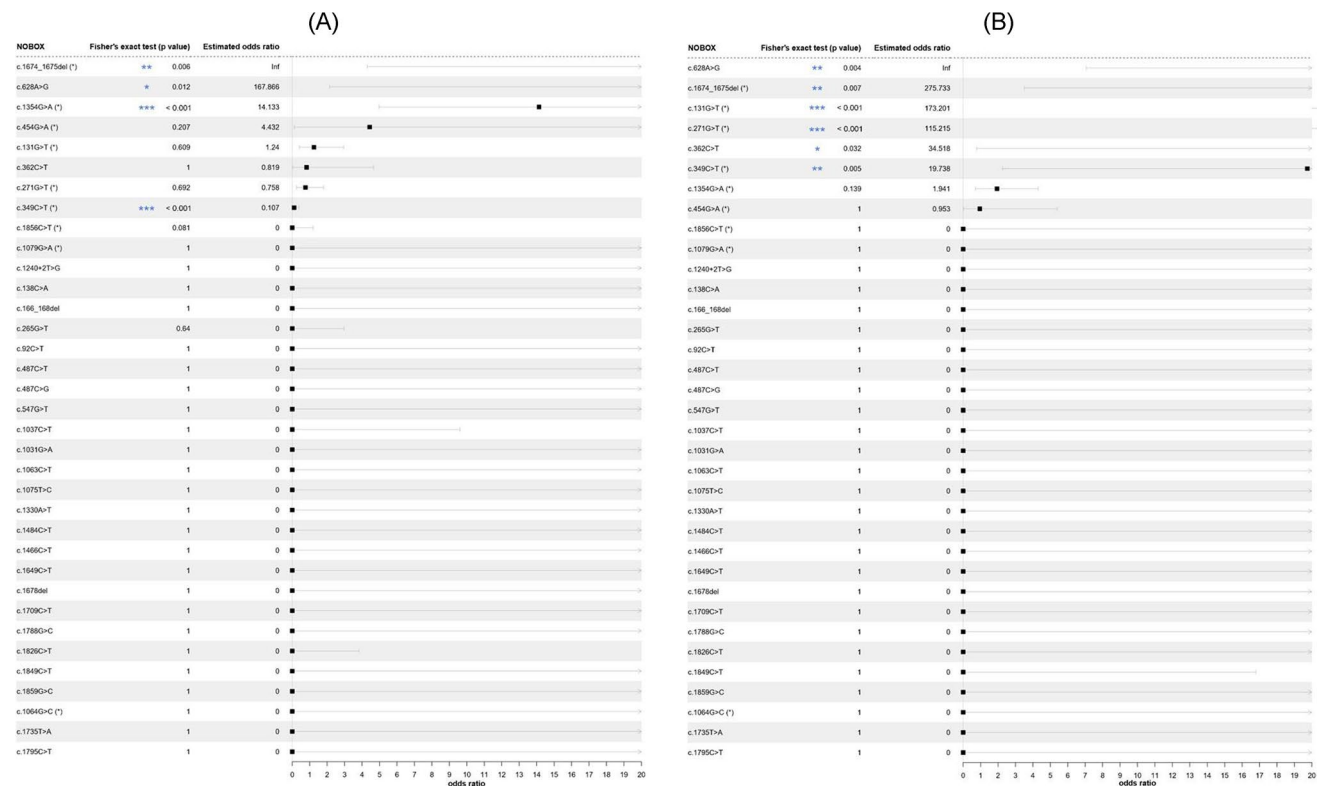 (A)
NOBOX Fisher's exact test (p value) Estimated odds ratio
c.1674_1675del (*) ** 0.006 Inf
c.628A>G * 0.012 167.866
c.1354G>A (*) *** < 0.001 14.133
c.454G>A (*) 0.207 4.432
c.131G>T (*) 0.609 1.24
c.362C>T 1 0.819
c.271G>T (*) 0.692 0.758
c.349C>T (*) *** < 0.001 0.107
c.1856C>T (*) 0.081 0
c.1079G>A (*) 1 0
c.1240+2T>G 1 0
c.138C>A 1 0
c.166_168del 1 0
c.265G>T 0.64 0
c.92C>T 1 0
c.487C>T 1 0
c.487C>G 1 0
c.547G>T 1 0
c.1037C>T 1 0
c.1031G>A 1 0
c.1063C>T 1 0
c.1075T>C 1 0
c.1330A>T 1 0
c.1484C>T 1 0
c.1466C>T 1 0
c.1649C>T 1 0
c.1678del 1 0
c.1709C>T 1 0
c.1788G>C 1 0
c.1826C>T 1 0
c.1849C>T 1 0
c.1859G>C 1 0
c.1064G>C (*) 1 0
c.1735T>A 1 0
c.1795C>T 1 0
0 1 2 3 4 5 6 7 8 9 10 11 12 13 14 15 16 17 18 19 20
odds ratio
(B)
NOBOX Fisher's exact test (p value) Estimated odds ratio
c.628A>G ** 0.004 Inf
c.1674_1675del (*) ** 0.007 275.733
c.131G>T (*) *** < 0.001 173.201
c.271G>T (*) *** < 0.001 115.215
c.362C>T * 0.032 34.518
c.349C>T (*) ** 0.005 19.738
c.1354G>A (*) 0.139 1.941
c.454G>A (*) 1 0.953
c.1856C>T (*) 1 0
c.1079G>A (*) 1 0
c.1240+2T>G 1 0
c.138C>A 1 0
c.166_168del 1 0
c.265G>T 1 0
c.92C>T 1 0
c.487C>T 1 0
c.487C>G 1 0
c.547G>T 1 0
c.1037C>T 1 0
c.1031G>A 1 0
c.1063C>T 1 0
c.1075T>C 1 0
c.1330A>T 1 0
c.1484C>T 1 0
c.1466C>T 1 0
c.1649C>T 1 0
c.1678del 1 0
c.1709C>T 1 0
c.1788G>C 1 0
c.1826C>T 1 0
c.1849C>T 1 0
c.1859G>C 1 0
c.1064G>C (*) 1 0
c.1735T>A 1 0
c.1795C>T 1 0
0 1 2 3 4 5 6 7 8 9 10 11 12 13 14 15 16 17 18 19 20
odds ratio